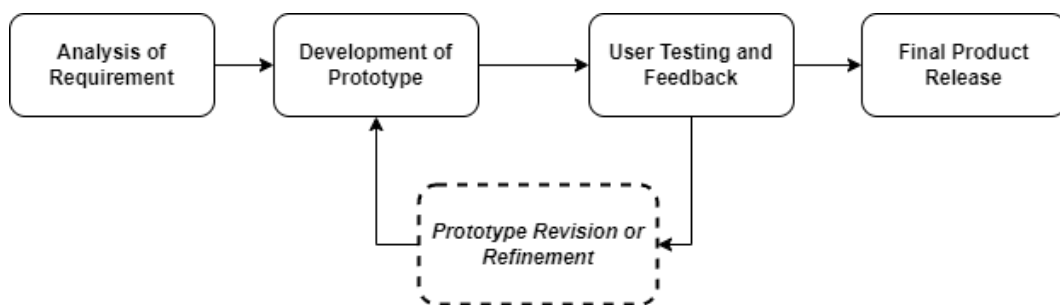 Analysis of
Requirement
Development of
Prototype
User Testing and
Feedback
Final Product
Release
Prototype Revision or
Refinement